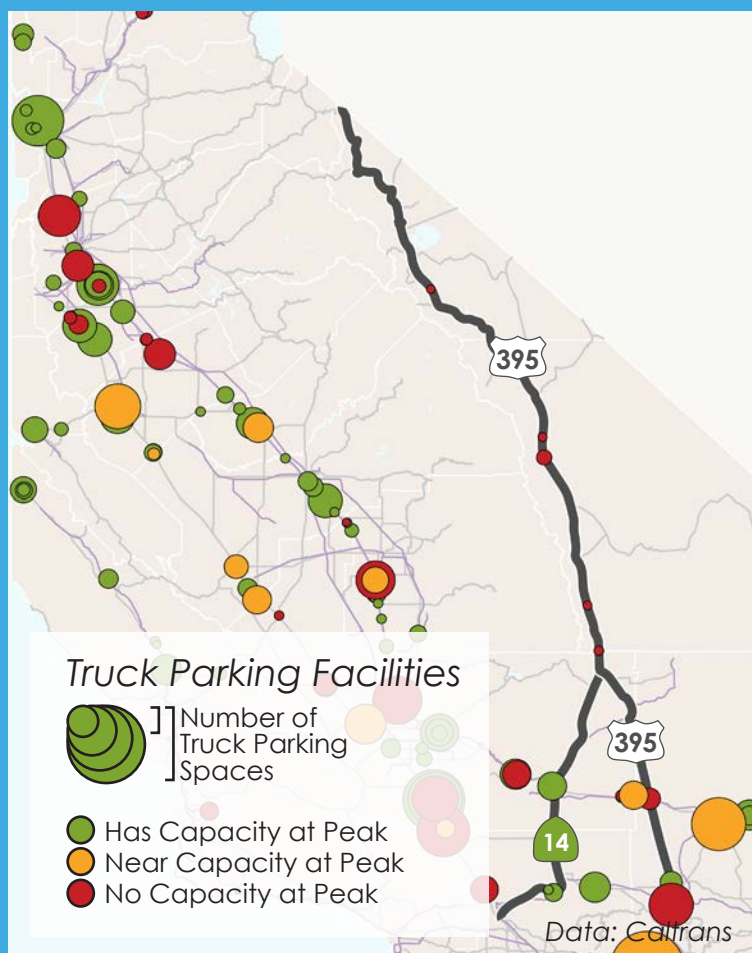 395
395
14
Truck Parking Facilities
Number of
Truck Parking
Spaces
Has Capacity at Peak
Near Capacity at Peak
No Capacity at Peak
Data: Caltrans